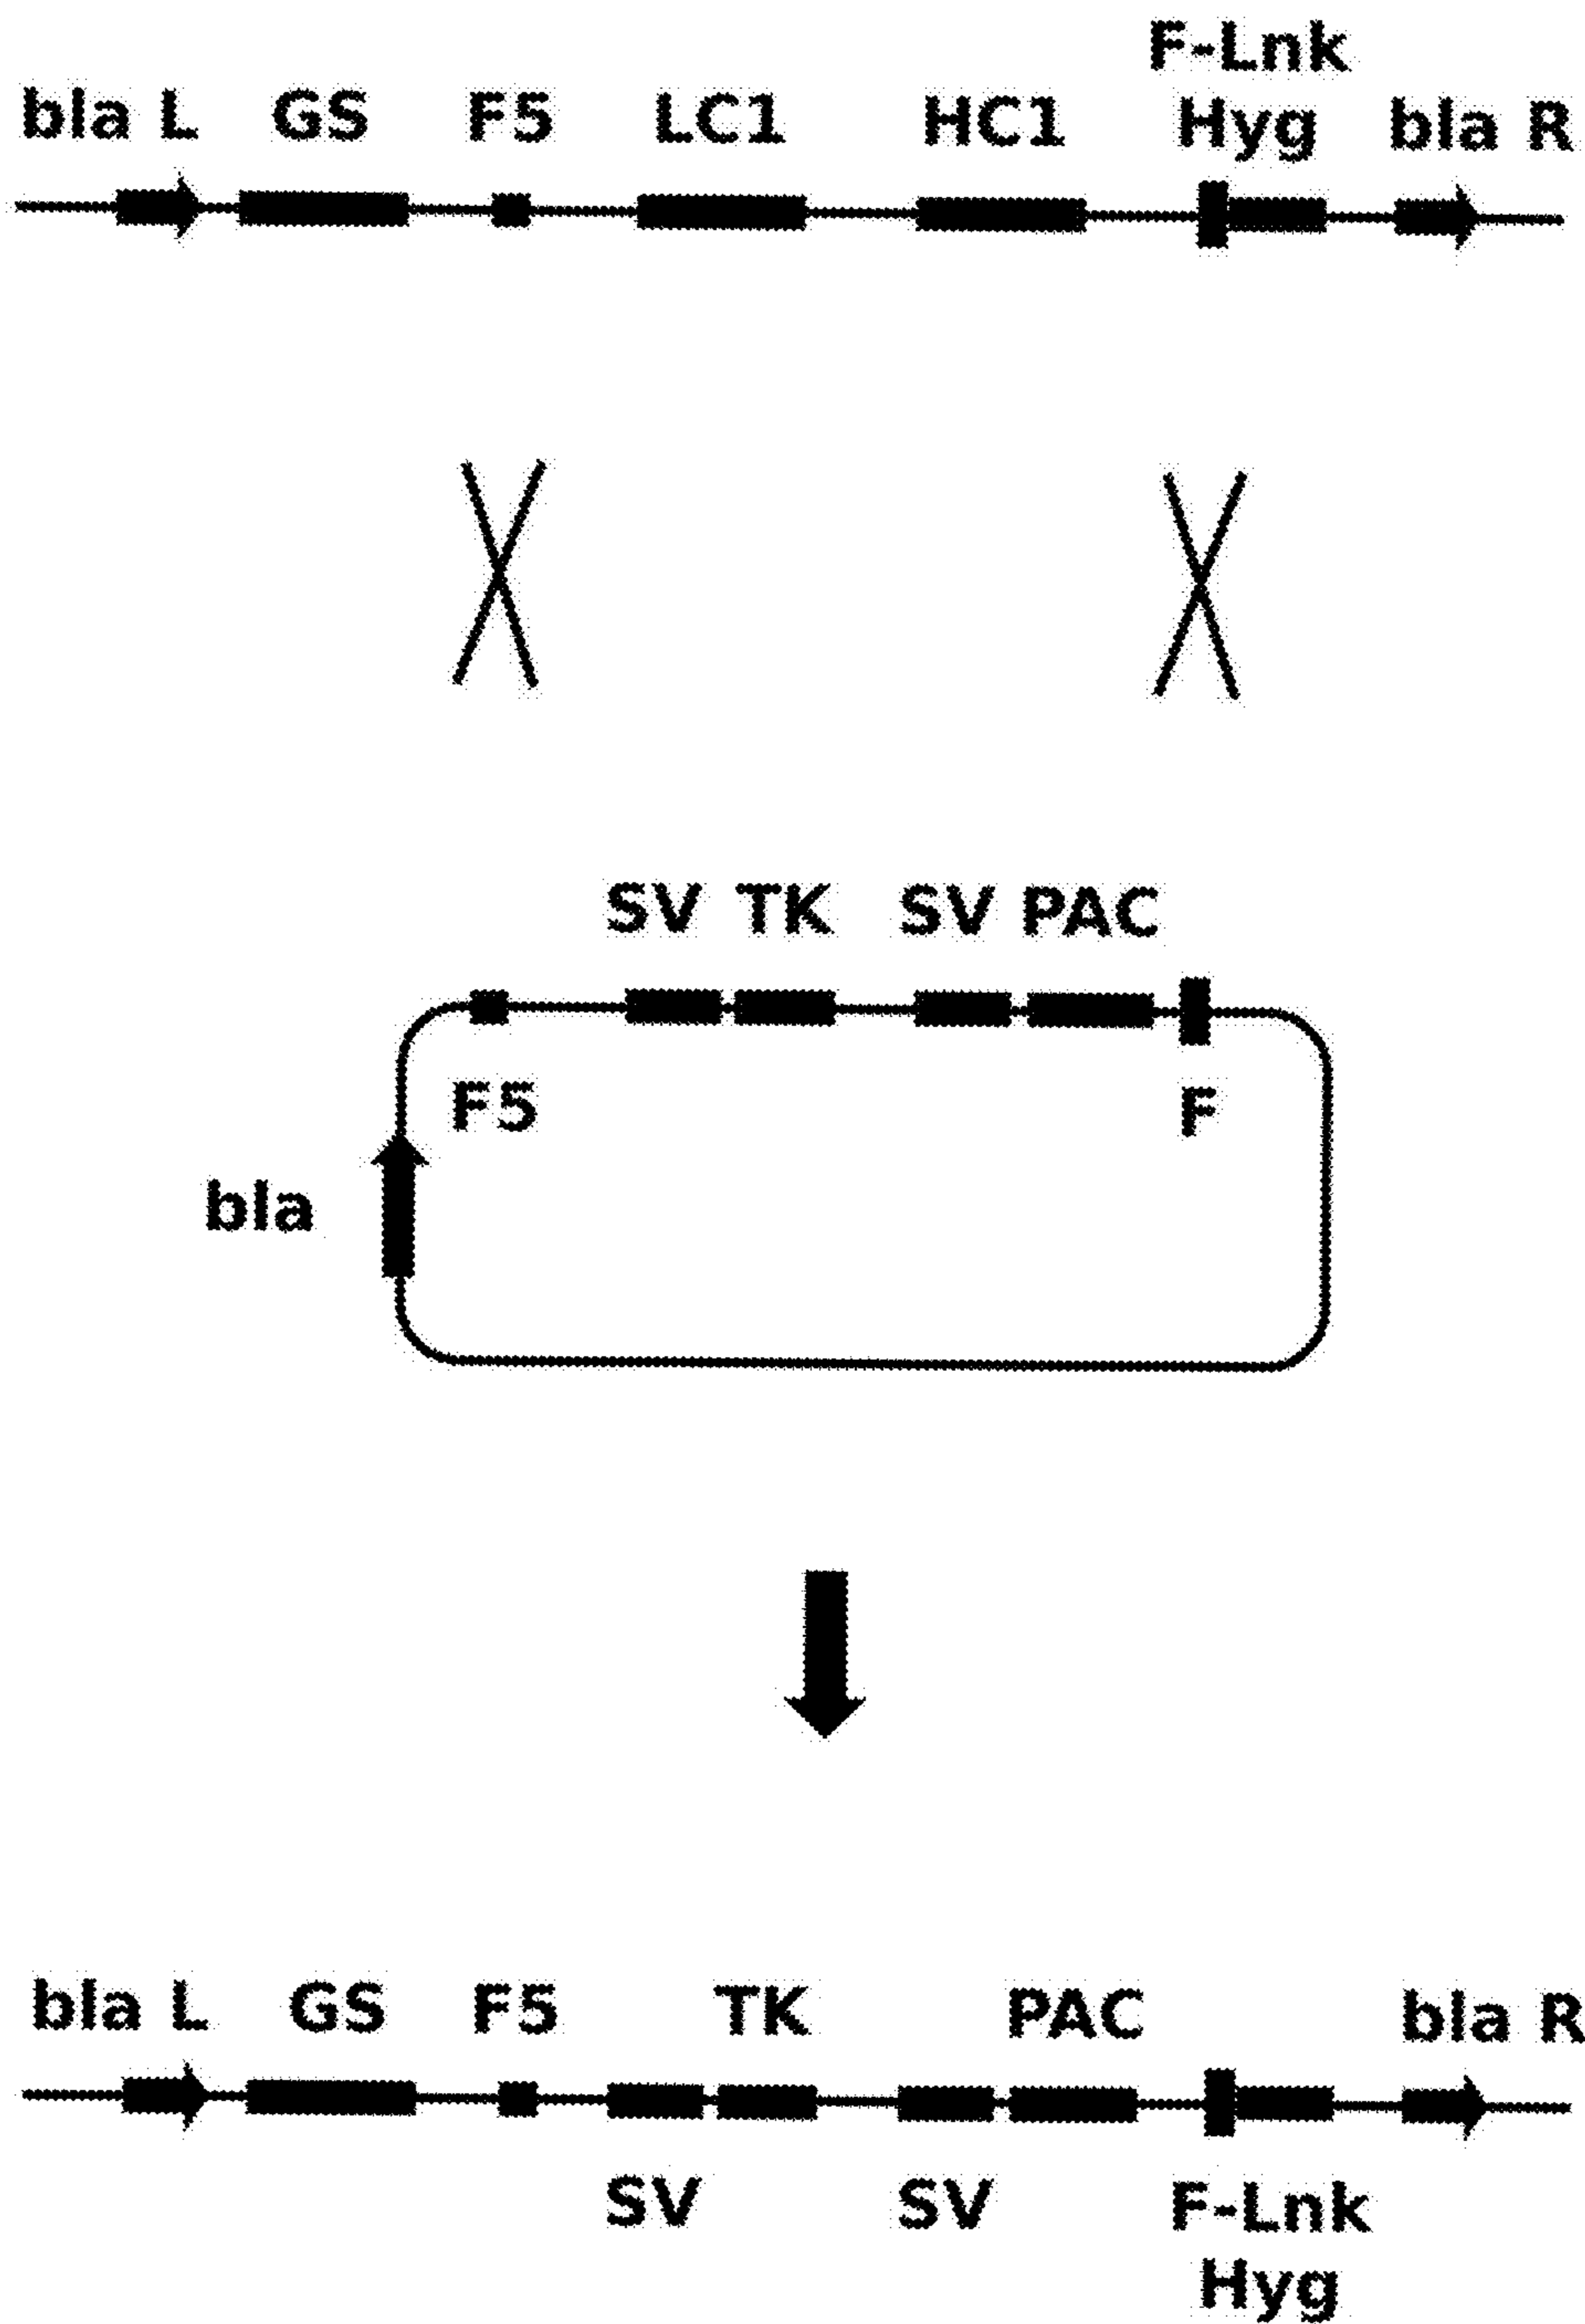 F-Lnk
bla L GS F5 LC1 HC1 Hyg bla R
SV TK SV PAC
F5 F
bla
bla L GS F5 TK PAC bla R
SV SV F-Lnk
Hyg